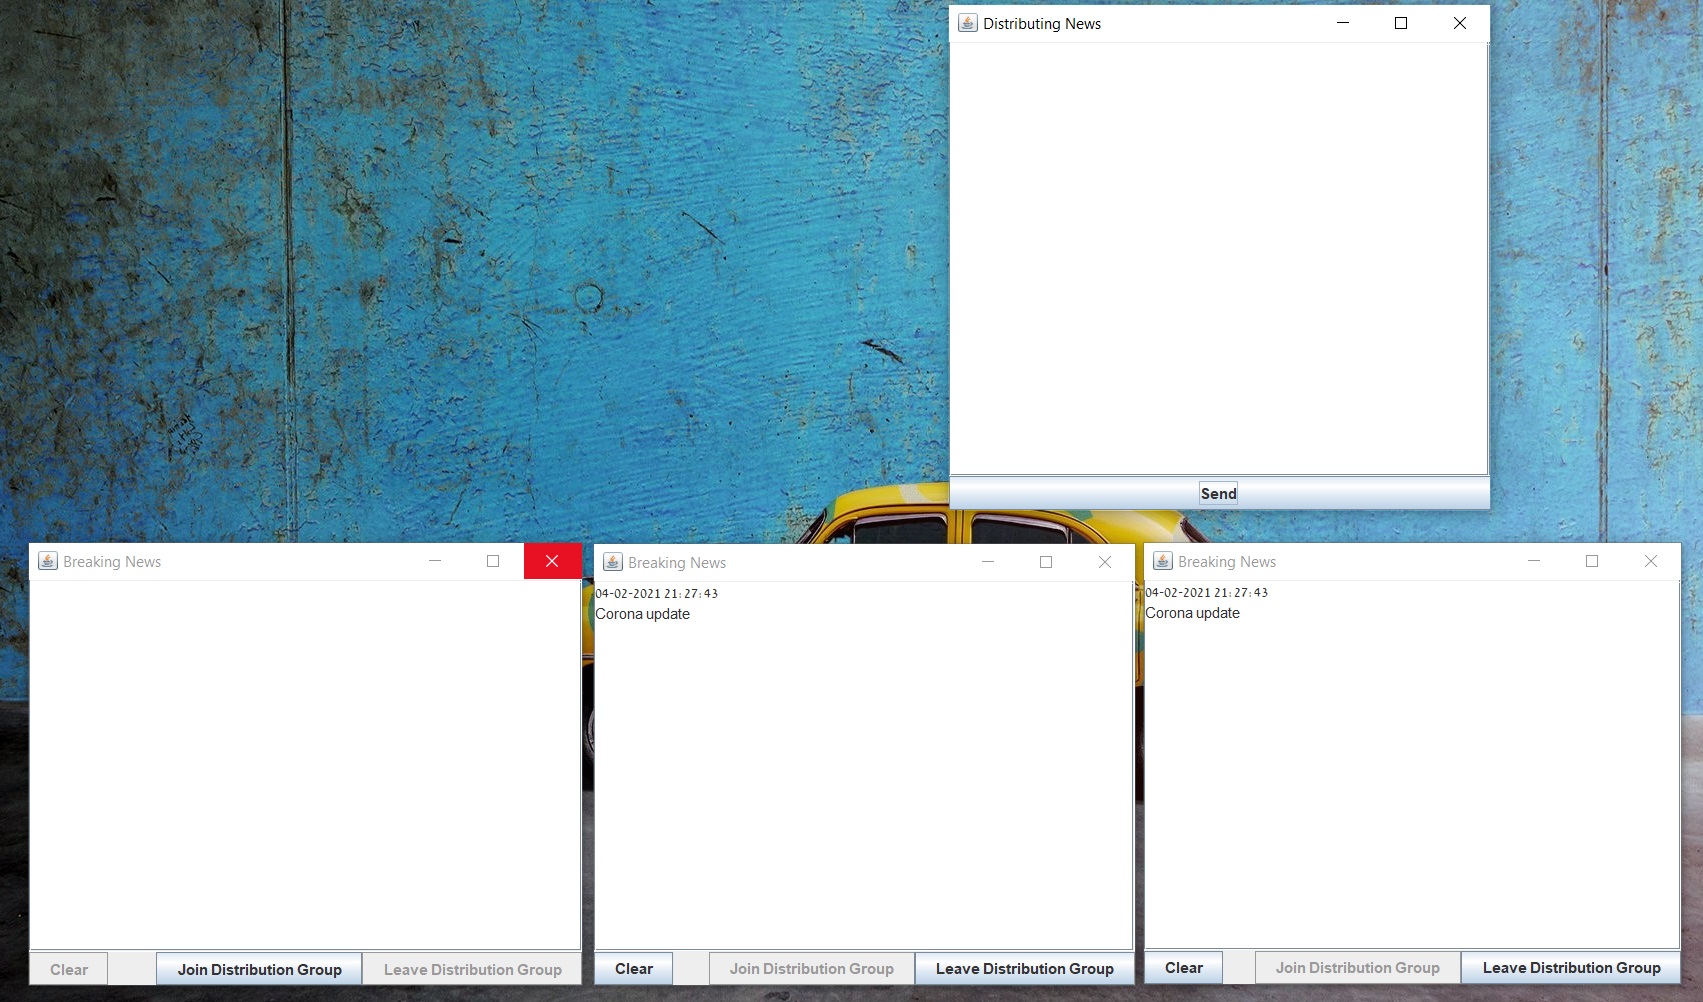 Distributing News
Send
Breaking News
Clear
Join Distribution Group
Leave Distribution Group
Breaking News
04-02-2021 21:27:43
Corona update
Clear
Join Distribution Group
Leave Distribution Group
Breaking News
04-02-2021 21:27:43
Corona update
Clear
Join Distribution Group
Leave Distribution Group